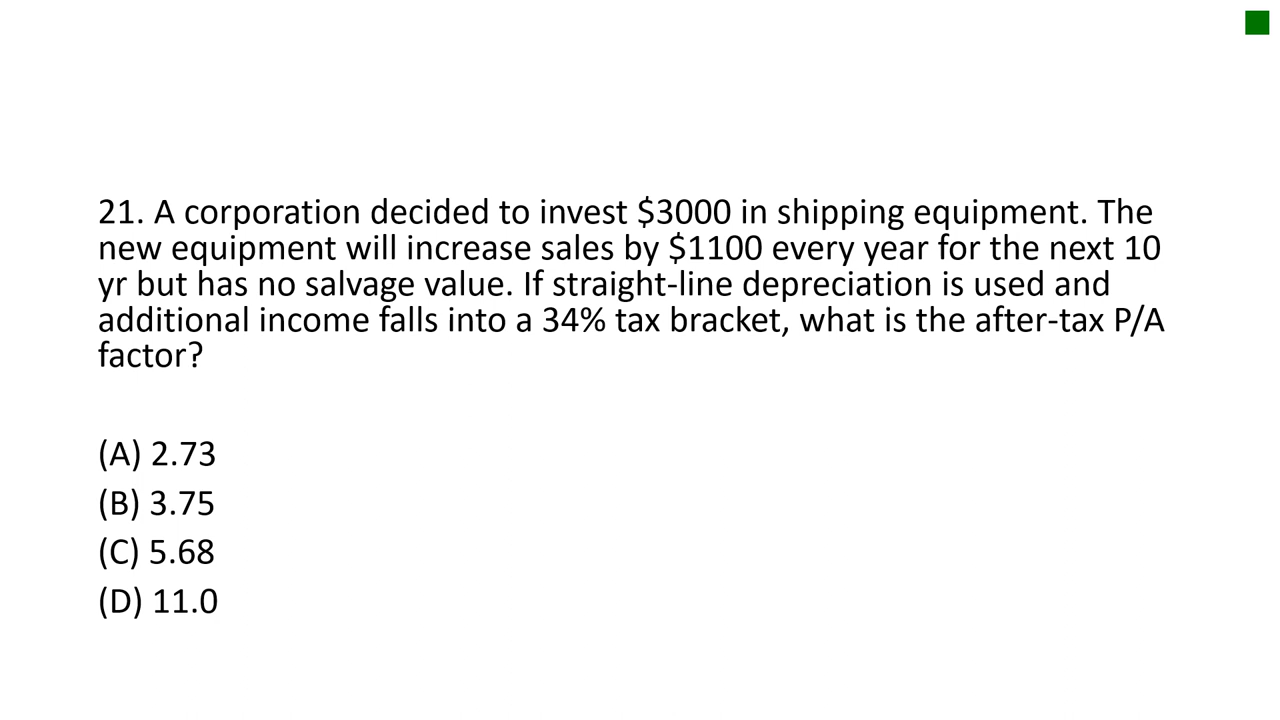 21. A corporation decided to invest $3000 in shipping equipment. The
new equipment will increase sales by $1100 every year for the next 10
yr but has no salvage value. If straight-line depreciation is used and
additional income falls into a 34% tax bracket, what is the after-tax P/A
factor?
(A) 2.73
(B) 3.75
(C) 5.68
(D) 11.0